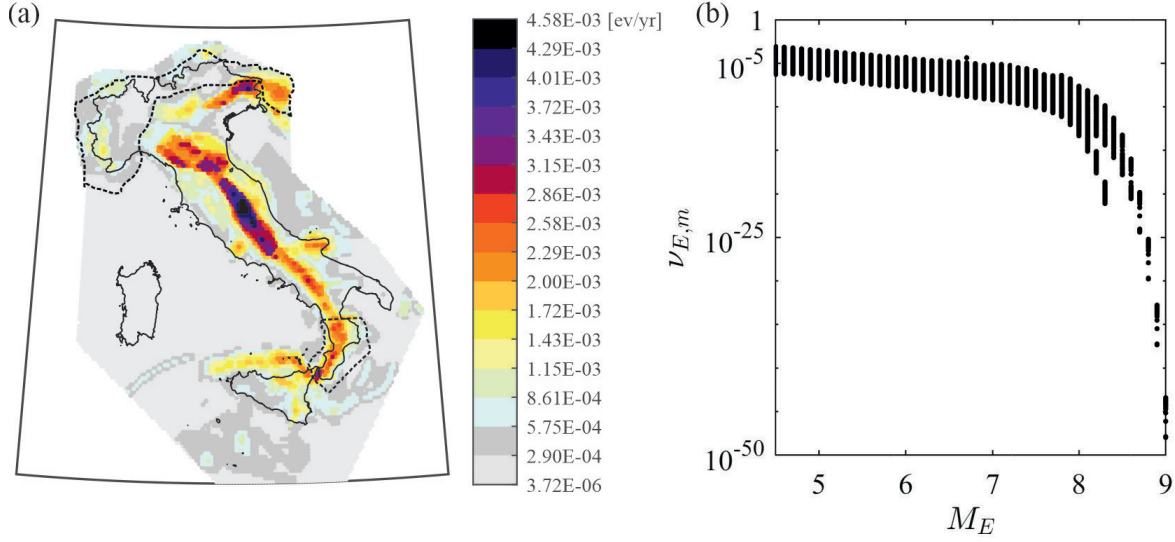 (a)
4.58E-03 [ev/yr]
4.29E-03
4.01E-03
3.72E-03
3.43E-03
3.15E-03
2.86E-03
2.58E-03
2.29E-03
2.00E-03
1.72E-03
1.43E-03
1.15E-03
8.61E-04
5.75E-04
2.90E-04
3.72E-06
(b)
1
10^-5
10^-25
10^-50
ν_E,m
5 6 7 8 9
M_E